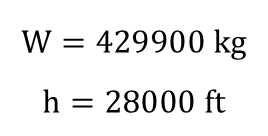 W = 429900 kg
h = 28000 ft